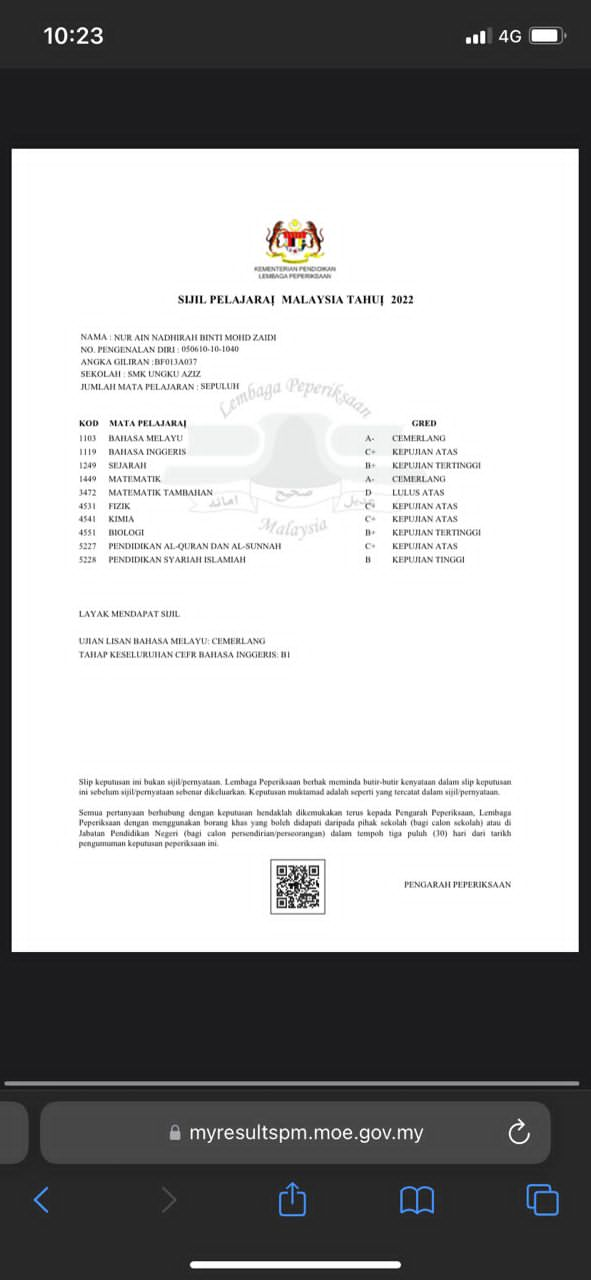 10:23
4G
KEMENTERIAN PENDIDIKAN
LEMBAGA PEPERIKSAAN
SIJIL PELAJARA| MALAYSIA TAHU| 2022
NAMA : NUR AIN NADHIRAH BINTI MOHD ZAIDI
NO. PENGENALAN DIRI : 050610-10-1040
ANGKA GILIRAN :BF013A037
SEKOLAH : SMK UNGKU AZIZ
JUMLAH MATA PELAJARAN : SEPULUH
Lembaga Peperiksaan
KOD MATA PELAJARA| GRED
1103 BAHASA MELAYU A- CEMERLANG
1119 BAHASA INGGERIS C+ KEPUJIAN ATAS
1249 SEJARAH B+ KEPUJIAN TERTINGGI
1449 MATEMATIK A- CEMERLANG
3472 MATEMATIK TAMBAHAN D LULUS ATAS
4531 FIZIK C+ KEPUJIAN ATAS
4541 KIMIA C+ KEPUJIAN ATAS
4551 BIOLOGI B+ KEPUJIAN TERTINGGI
5227 PENDIDIKAN AL-QURAN DAN AL-SUNNAH C+ KEPUJIAN ATAS
5228 PENDIDIKAN SYARIAH ISLAMIAH B KEPUJIAN TINGGI
امانه صحيح عديل
Malaysia
LAYAK MENDAPAT SIJIL
UJIAN LISAN BAHASA MELAYU: CEMERLANG
TAHAP KESELURUHAN CEFR BAHASA INGGERIS: B1
Slip keputusan ini bukan sijil/pernyataan. Lembaga Peperiksaan berhak meminda butir-butir kenyataan dalam slip keputusan
ini sebelum sijil/pernyataan sebenar dikeluarkan. Keputusan muktamad adalah seperti yang tercatat dalam sijil/pernyataan.
Semua pertanyaan berhubung dengan keputusan hendaklah dikemukakan terus kepada Pengarah Peperiksaan, Lembaga
Peperiksaan dengan menggunakan borang khas yang boleh didapati daripada pihak sekolah (bagi calon sekolah) atau di
Jabatan Pendidikan Negeri (bagi calon persendirian/perseorangan) dalam tempoh tiga puluh (30) hari dari tarikh
pengumuman keputusan peperiksaan ini.
PENGARAH PEPERIKSAAN
myresultspm.moe.gov.my